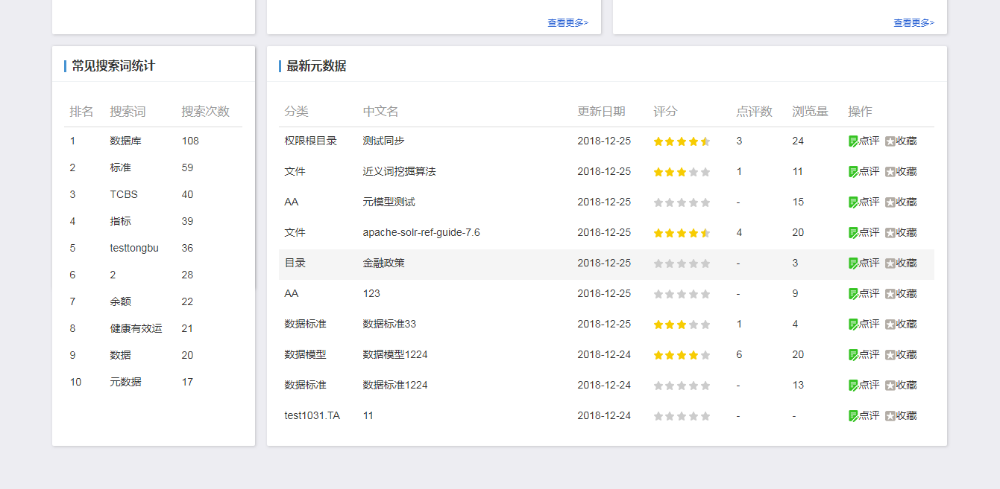 查看更多>
查看更多>
常见搜索词统计
排名 搜索词 搜索次数
1 数据库 108
2 标准 59
3 TCBS 40
4 指标 39
5 testtongbu 36
6 2 28
7 余额 22
8 健康有效运 21
9 数据 20
10 元数据 17
最新元数据
分类 中文名 更新日期 评分 点评数 浏览量 操作
权限根目录 测试同步 2018-12-25 3 24 点评 收藏
文件 近义词挖掘算法 2018-12-25 1 11 点评 收藏
AA 元模型测试 2018-12-25 - 15 点评 收藏
文件 apache-solr-ref-guide-7.6 2018-12-25 4 20 点评 收藏
目录 金融政策 2018-12-25 - 3 点评 收藏
AA 123 2018-12-25 - 9 点评 收藏
数据标准 数据标准33 2018-12-25 1 4 点评 收藏
数据模型 数据模型1224 2018-12-24 6 20 点评 收藏
数据标准 数据标准1224 2018-12-24 - 13 点评 收藏
test1031.TA 11 2018-12-24 - - 点评 收藏